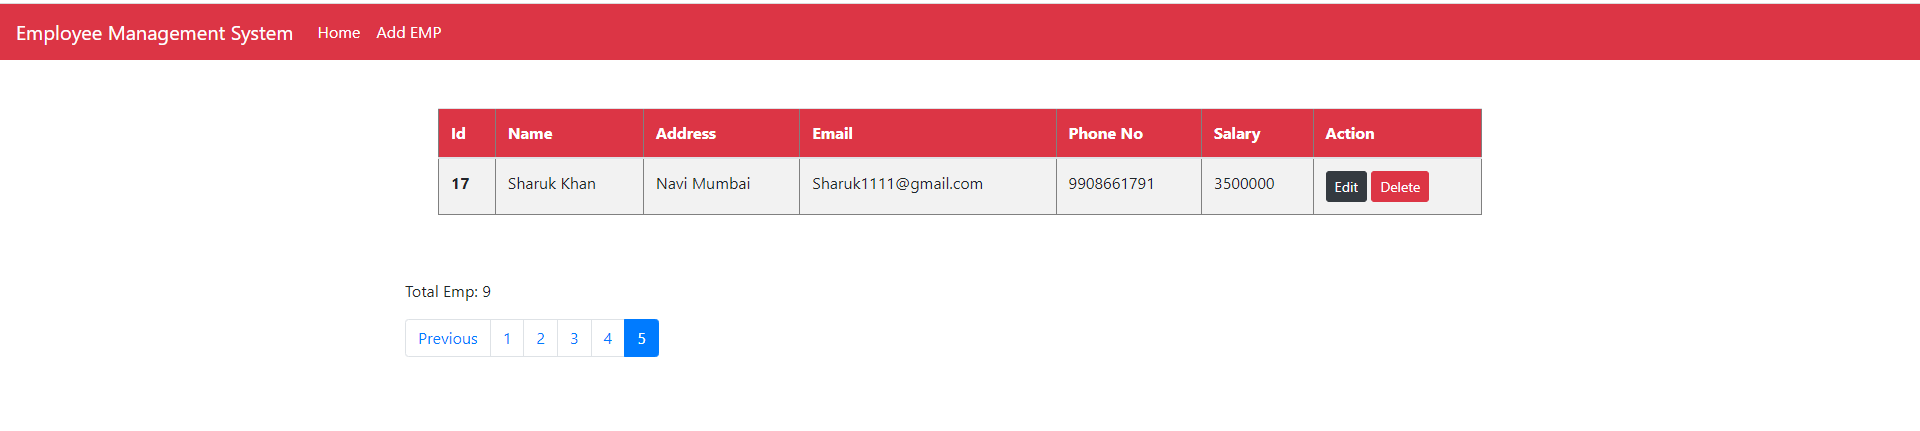 Employee Management System Home Add EMP
Id Name Address Email Phone No Salary Action
17 Sharuk Khan Navi Mumbai Sharuk1111@gmail.com 9908661791 3500000 Edit Delete
Total Emp: 9
Previous 1 2 3 4 5